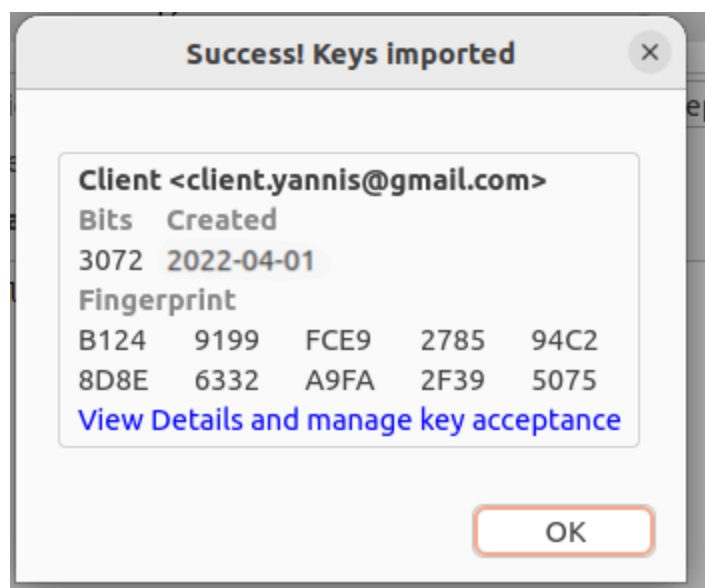 Success! Keys imported
Client <client.yannis@gmail.com>
Bits Created
3072 2022-04-01
Fingerprint
B124 9199 FCE9 2785 94C2
8D8E 6332 A9FA 2F39 5075
View Details and manage key acceptance
OK